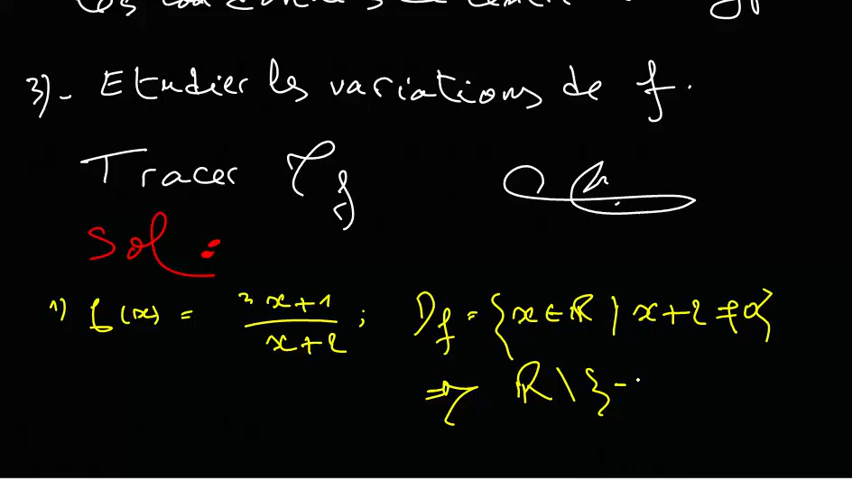 3)- Etudier les variations de f.
Tracer 𝒞f
Sol :
1) f(x) = 3x+1 / x+2 ; Df = {x ∈ ℝ | x+2 ≠ 0}
⇒ ℝ \ {-